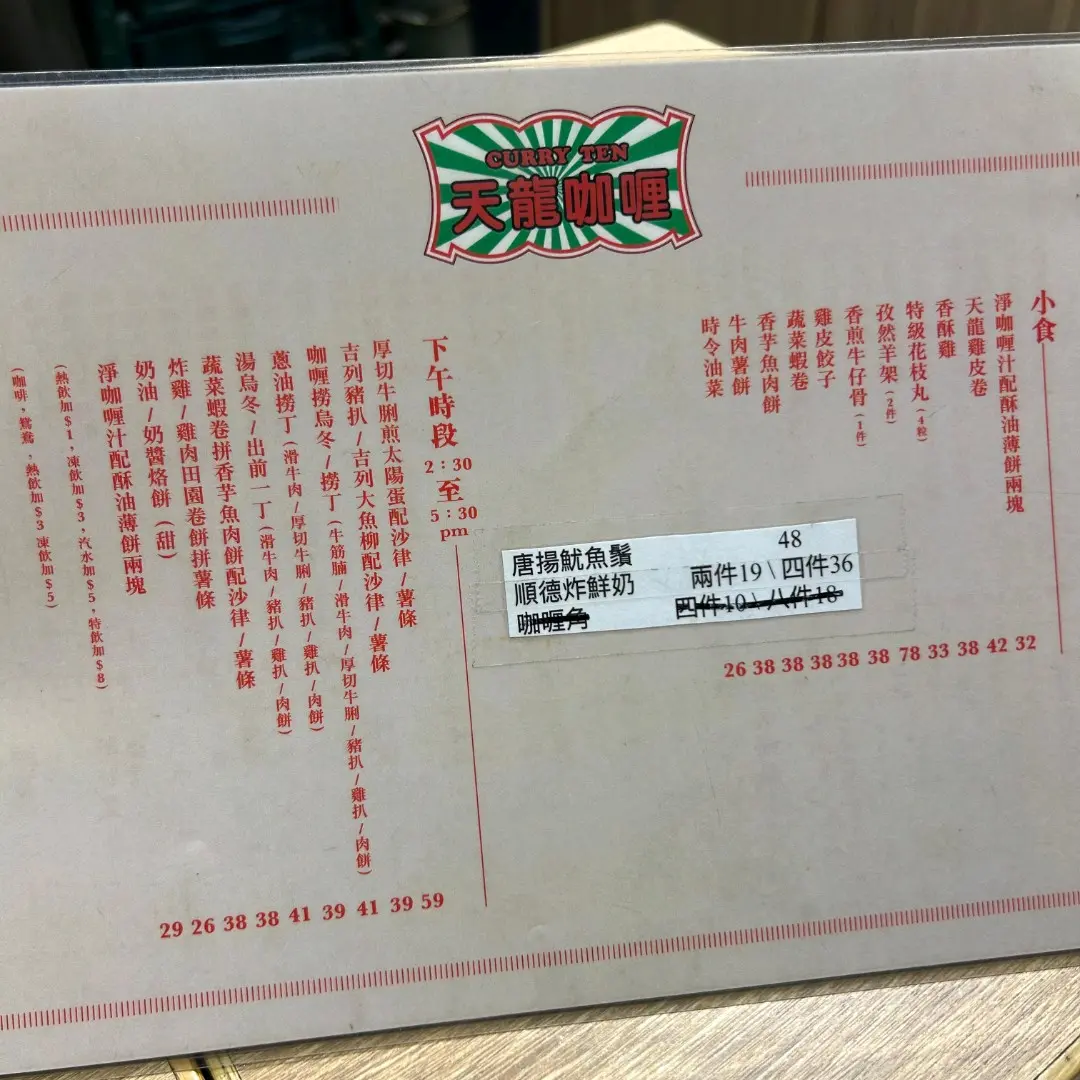 CURRY TEN
天龍咖喱
小食
淨咖喱汁配酥油薄餅兩塊
天龍雞皮卷
香酥雞
特級花枝丸(4粒)
孜然羊架(2件)
香煎牛仔骨(1件)
雞皮餃子
蔬菜蝦卷
香芋魚肉餅
牛肉薯餅
時令油菜
26 38 38 38 38 38 78 33 38 42 32
唐揚魷魚鬚 48
順德炸鮮奶 兩件19 \ 四件36
咖喱角 四件10 \ 八件18
下午時段
2:30
至
5:30
pm
厚切牛脷煎太陽蛋配沙律/薯條
吉列豬扒/吉列大魚柳配沙律/薯條
咖喱撈烏冬/撈丁(牛筋腩/滑牛肉/厚切牛脷/豬扒/雞扒/肉餅)
蔥油撈丁(滑牛肉/厚切牛脷/豬扒/雞扒/肉餅)
湯烏冬/出前一丁(滑牛肉/豬扒/雞扒/肉餅)
蔬菜蝦卷拼香芋魚肉餅配沙律/薯條
炸雞/雞肉田園卷餅拼薯條
奶油/奶醬烙餅(甜)
淨咖喱汁配酥油薄餅兩塊
(熱飲加$1,凍飲加$3,汽水加$5,特飲加$8)
(咖啡,鴛鴦,熱飲加$3 凍飲加$5)
29 26 38 38 41 39 41 39 59